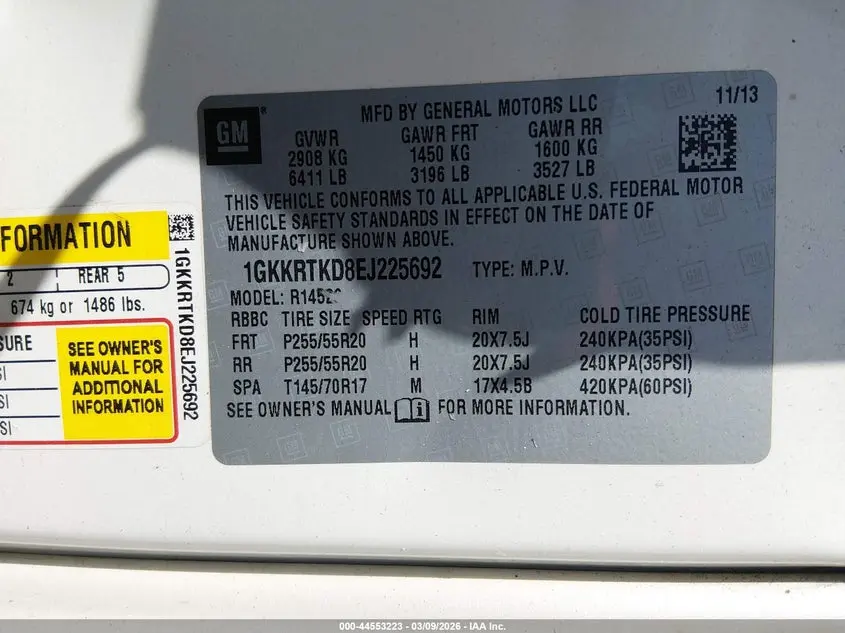 GM
®
MFD BY GENERAL MOTORS LLC
11/13
GVWR GAWR FRT GAWR RR
2908 KG 1450 KG 1600 KG
6411 LB 3196 LB 3527 LB
THIS VEHICLE CONFORMS TO ALL APPLICABLE U.S. FEDERAL MOTOR
VEHICLE SAFETY STANDARDS IN EFFECT ON THE DATE OF
MANUFACTURE SHOWN ABOVE.
1GKKRTKD8EJ225692 TYPE: M.P.V.
MODEL:
RBBC TIRE SIZE SPEED RTG RIM COLD TIRE PRESSURE
FRT P255/55R20 H 20X7.5J 240KPA(35PSI)
RR P255/55R20 H 20X7.5J 240KPA(35PSI)
SPA T145/70R17 M 17X4.5B 420KPA(60PSI)
SEE OWNER'S MANUAL FOR MORE INFORMATION.
FORMATION
2 REAR 5
674 kg or 1486 lbs.
SURE
SI
SI
SI
SEE OWNER'S
MANUAL FOR
ADDITIONAL
INFORMATION
1GKKRTKD8EJ225692
000-44553223 - 03/09/2026 - IAA Inc.